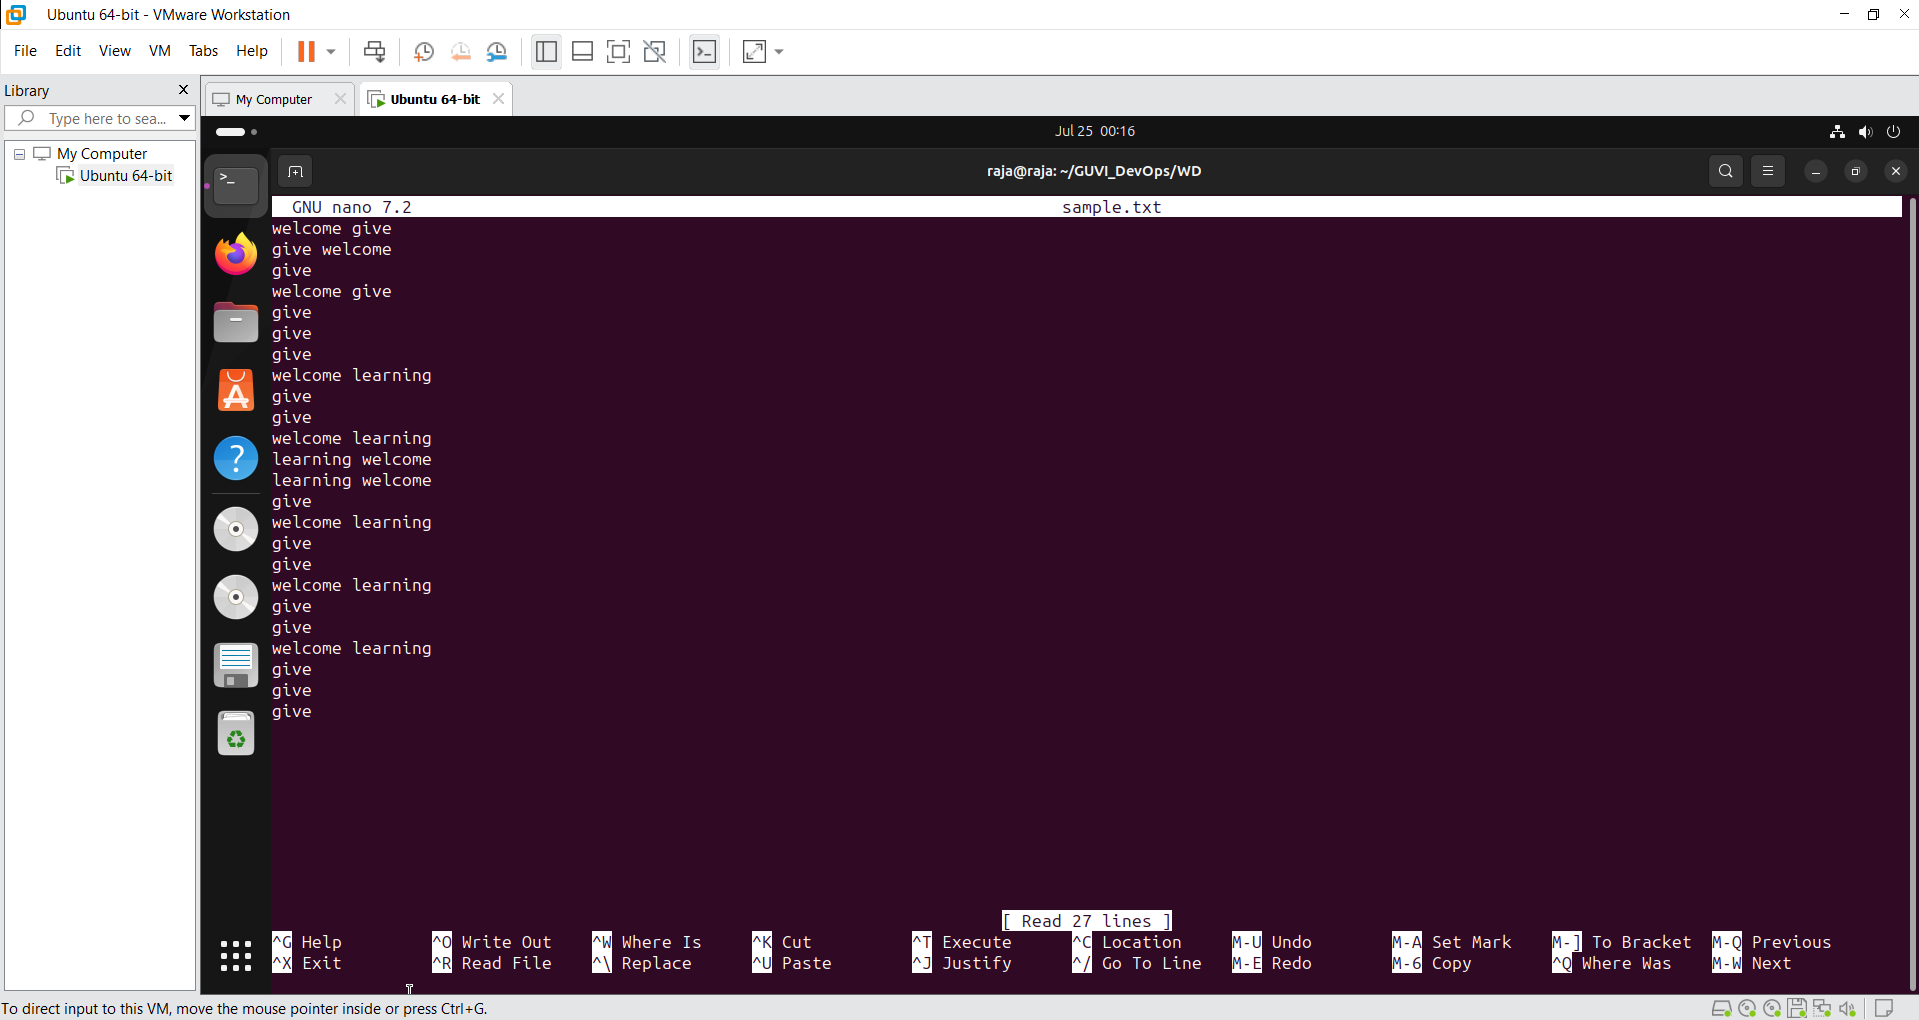 Ubuntu 64-bit - VMware Workstation
File Edit View VM Tabs Help
Library
Type here to sea...
My Computer
Ubuntu 64-bit
My Computer
Ubuntu 64-bit
Jul 25 00:16
raja@raja: ~/GUVI_DevOps/WD
GNU nano 7.2 sample.txt
welcome give
give welcome
give
welcome give
give
give
give
welcome learning
give
give
welcome learning
learning welcome
learning welcome
give
welcome learning
give
give
welcome learning
give
give
welcome learning
give
give
give
[ Read 27 lines ]
^G Help ^O Write Out ^W Where Is ^K Cut ^T Execute ^C Location M-U Undo M-A Set Mark M-] To Bracket M-Q Previous
^X Exit ^R Read File ^\ Replace ^U Paste ^J Justify ^/ Go To Line M-E Redo M-6 Copy ^Q Where Was M-W Next
To direct input to this VM, move the mouse pointer inside or press Ctrl+G.